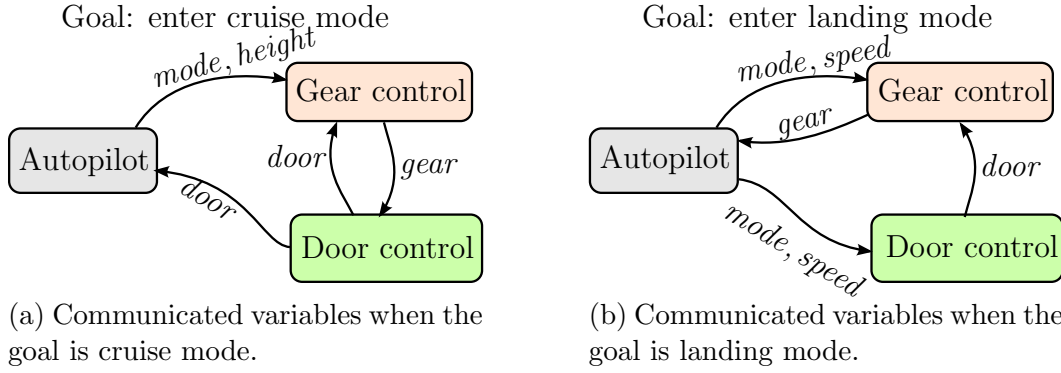 Goal: enter cruise mode
mode, height
Gear control
Autopilot
door
gear
door
Door control
(a) Communicated variables when the
goal is cruise mode.
Goal: enter landing mode
mode, speed
Gear control
gear
Autopilot
door
mode, speed
Door control
(b) Communicated variables when the
goal is landing mode.